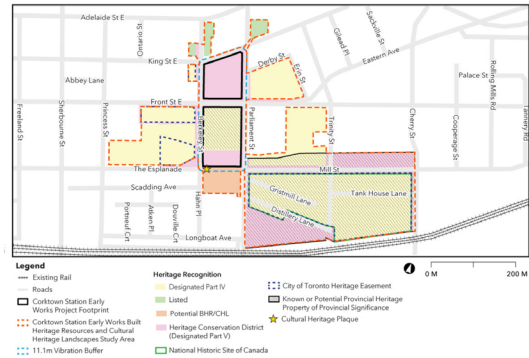 Adelaide St E
Ontario St
King St E
Abbey Lane
Front St E
Freeland St
Sherbourne St
Princess St
Berkeley St
Parliament St
Derby St
Erin St
Gilead Pl
Sackville St
Eastern Ave
Palace St
Rolling Mills Rd
Tannery Rd
Cooperage St
Cherry St
Trinity St
The Esplanade
Mill St
Scadding Ave
Portneuf Crt
Aitken Pl
Douville Crt
Hahn Pl
Longboat Ave
Gristmill Lane
Distillery Lane
Tank House Lane
Legend
Existing Rail
Roads
Corktown Station Early
Works Project Footprint
Corktown Station Early Works Built
Heritage Resources and Cultural
Heritage Landscapes Study Area
11.1m Vibration Buffer
Heritage Recognition
Designated Part IV
Listed
Potential BHR/CHL
Heritage Conservation District
(Designated Part V)
National Historic Site of Canada
City of Toronto Heritage Easement
Known or Potential Provincial Heritage
Property of Provincial Significance
Cultural Heritage Plaque
0 M
200 M